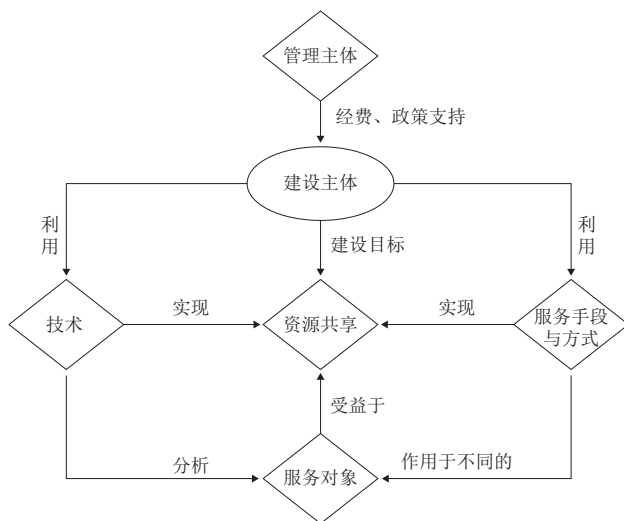 管理主体
经费、政策支持
建设主体
利
用
建设目标
利
用
技术
实现
资源共享
实现
服务手段
与方式
受益于
分析
服务对象
作用于不同的